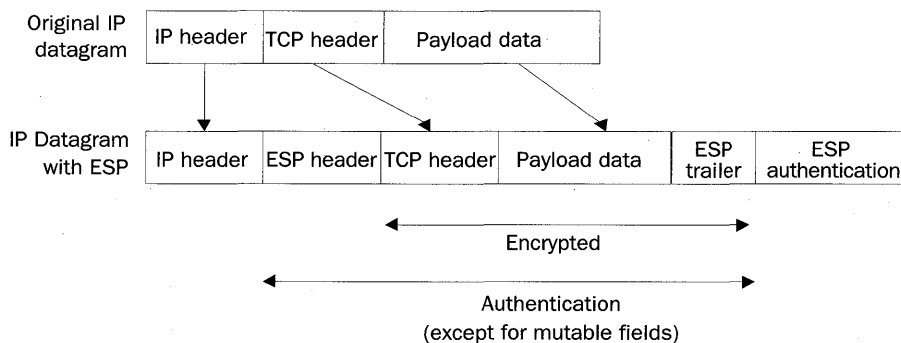 Original IP
datagram
IP header
TCP header
Payload data
IP Datagram
with ESP
IP header
ESP header
TCP header
Payload data
ESP
trailer
ESP
authentication
Encrypted
Authentication
(except for mutable fields)